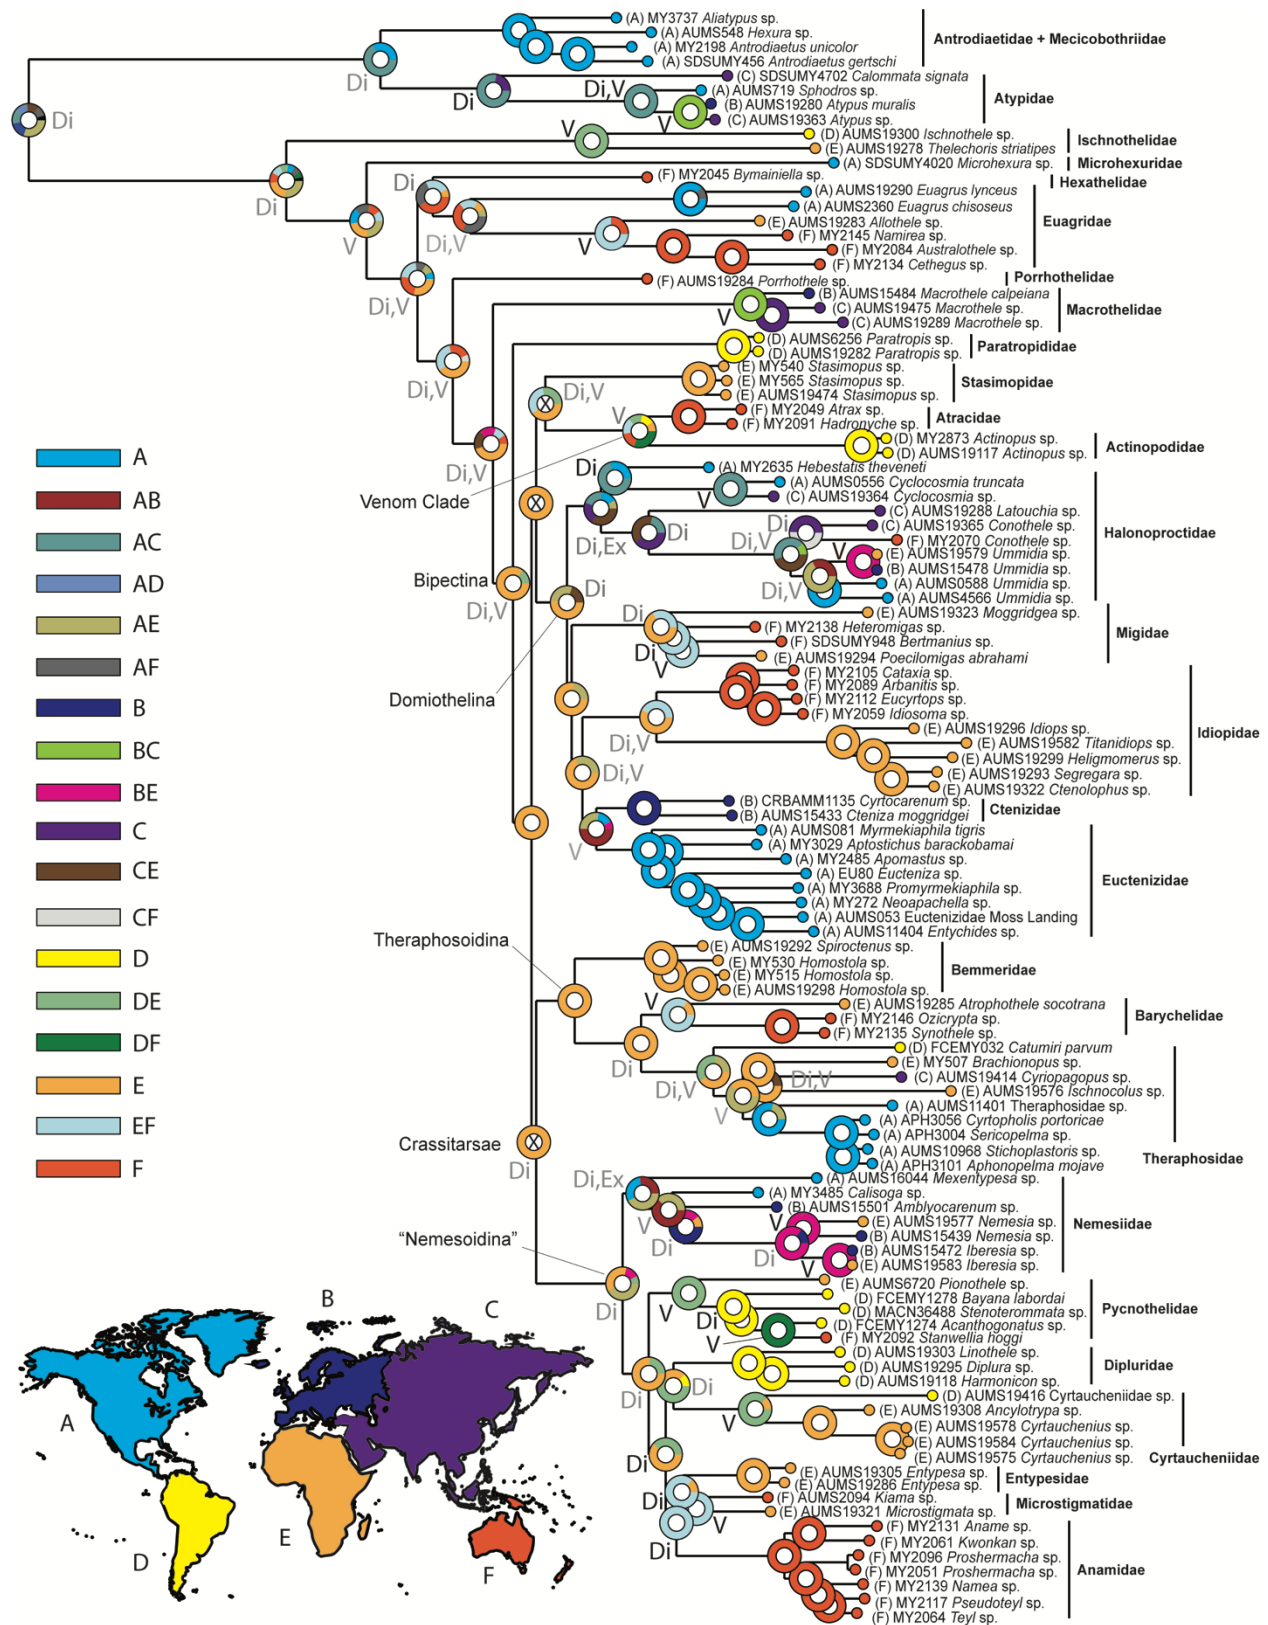 (A) MY3737 Aliatypus sp.
(A) AUMS548 Hexura sp.
(A) MY2198 Antrodiaetus unicolor
(A) SDSUMY456 Antrodiaetus gertschi
Antrodiaetidae + Mecicobothriidae
Di
(C) SDSUMY4702 Calommata signata
(A) AUMS719 Sphodros sp.
(B) AUMS19280 Atypus muralis
(C) AUMS19363 Atypus sp.
Atypidae
Di
Di,V
V
Di
(D) AUMS19300 Ischnothele sp.
(E) AUMS19278 Thelechoris striatipes
Ischnothelidae
V
(A) SDSUMY4020 Microhexura sp.
Microhexuridae
Di
V
(F) MY2045 Bymainiella sp.
Hexathelidae
Di
(A) AUMS19290 Euagrus lynceus
(A) AUMS2360 Euagrus chisoseus
(E) AUMS19283 Allothele sp.
(F) MY2145 Namirea sp.
(F) MY2084 Australothele sp.
(F) MY2134 Cethegus sp.
Euagridae
Di,V
V
Di,V
(F) AUMS19284 Porrhothele sp.
Porrhothelidae
(B) AUMS15484 Macrothele calpeiana
(C) AUMS19475 Macrothele sp.
(C) AUMS19289 Macrothele sp.
Macrothelidae
V
Di,V
(D) AUMS6256 Paratropis sp.
(D) AUMS19282 Paratropis sp.
Paratropididae
(E) MY540 Stasimopus sp.
(E) MY565 Stasimopus sp.
(E) AUMS19474 Stasimopus sp.
Stasimopidae
Di,V
X
(F) MY2049 Atrax sp.
(F) MY2091 Hadronyche sp.
Atracidae
V
(D) MY2873 Actinopus sp.
(D) AUMS19117 Actinopus sp.
Actinopodidae
Di,V
Venom Clade
X
(A) MY2635 Hebestatis theveneti
(A) AUMS0556 Cyclocosmia truncata
(C) AUMS19364 Cyclocosmia sp.
(C) AUMS19288 Latouchia sp.
(C) AUMS19365 Conothele sp.
(F) MY2070 Conothele sp.
(E) AUMS19579 Ummidia sp.
(B) AUMS15478 Ummidia sp.
(A) AUMS0588 Ummidia sp.
(A) AUMS4566 Ummidia sp.
Halonoproctidae
Di
V
Di,Ex
Di
Di
Di,V
V
Di,V
Bipectina
Di,V
Di
(E) AUMS19323 Moggridgea sp.
(F) MY2138 Heteromigas sp.
(F) SDSUMY948 Bertmanius sp.
(E) AUMS19294 Poecilomigas abrahami
Migidae
Di
Di
V
Domiothelina
(F) MY2105 Cataxia sp.
(F) MY2089 Arbanitis sp.
(F) MY2112 Eucyrtops sp.
(F) MY2059 Idiosoma sp.
(E) AUMS19296 Idiops sp.
(E) AUMS19582 Titanidiops sp.
(E) AUMS19299 Heligmomerus sp.
(E) AUMS19293 Segregara sp.
(E) AUMS19322 Ctenolophus sp.
Idiopidae
Di,V
Di,V
(B) CRBAMM1135 Cyrtocarenum sp.
(B) AUMS15433 Cteniza moggridgei
Ctenizidae
V
(A) AUMS081 Myrmekiaphila tigris
(A) MY3029 Aptostichus barackobamai
(A) MY2485 Apomastus sp.
(A) EU80 Eucteniza sp.
(A) MY3688 Promyrmekiaphila sp.
(A) MY272 Neoapachella sp.
(A) AUMS053 Euctenizidae Moss Landing
(A) AUMS11404 Entychides sp.
Euctenizidae
Theraphosoidina
(E) AUMS19292 Spiroctenus sp.
(E) MY530 Homostola sp.
(E) MY515 Homostola sp.
(E) AUMS19298 Homostola sp.
Bemmeridae
V
(E) AUMS19285 Atrophothele socotrana
(F) MY2146 Ozicrypta sp.
(F) MY2135 Synothele sp.
Barychelidae
Di
(D) FCEMY032 Catumiri parvum
(E) MY507 Brachionopus sp.
(C) AUMS19414 Cyriopagopus sp.
(E) AUMS19576 Ischnocolus sp.
(A) AUMS11401 Theraphosidae sp.
(A) APH3056 Cyrtopholis portoricae
(A) APH3004 Sericopelma sp.
(A) AUMS10968 Stichoplastoris sp.
(A) APH3101 Aphonopelma mojave
Theraphosidae
Di,V
Di,V
V
Crassitarsae
X
Di
(A) AUMS16044 Mexentypesa sp.
(A) MY3485 Calisoga sp.
(B) AUMS15501 Amblyocarenum sp.
(E) AUMS19577 Nemesia sp.
(B) AUMS15439 Nemesia sp.
(B) AUMS15472 Iberesia sp.
(E) AUMS19583 Iberesia sp.
Nemesiidae
Di,Ex
V
Di
V
Di
V
"Nemesoidina"
Di
(E) AUMS6720 Pionothele sp.
(D) FCEMY1278 Bayana labordai
(D) MACN36488 Stenoterommata sp.
(D) FCEMY1274 Acanthogonatus sp.
(F) MY2092 Stanwellia hoggi
Pycnothelidae
V
Di
V
(D) AUMS19303 Linothele sp.
(D) AUMS19295 Diplura sp.
(D) AUMS19118 Harmonicon sp.
Dipluridae
Di
Di
(D) AUMS19416 Cyrtaucheniidae sp.
(E) AUMS19308 Ancylotrypa sp.
(E) AUMS19578 Cyrtauchenius sp.
(E) AUMS19584 Cyrtauchenius sp.
(E) AUMS19575 Cyrtauchenius sp.
Cyrtaucheniidae
V
Di
(E) AUMS19305 Entypesa sp.
(E) AUMS19286 Entypesa sp.
Entypesidae
Di
(F) AUMS2094 Kiama sp.
(E) AUMS19321 Microstigmata sp.
Microstigmatidae
V
Di
(F) MY2131 Aname sp.
(F) MY2061 Kwonkan sp.
(F) MY2096 Proshermacha sp.
(F) MY2051 Proshermacha sp.
(F) MY2139 Namea sp.
(F) MY2117 Pseudoteyl sp.
(F) MY2064 Teyl sp.
Anamidae
A
AB
AC
AD
AE
AF
B
BC
BE
C
CE
CF
D
DE
DF
E
EF
F
A
B
C
D
E
F